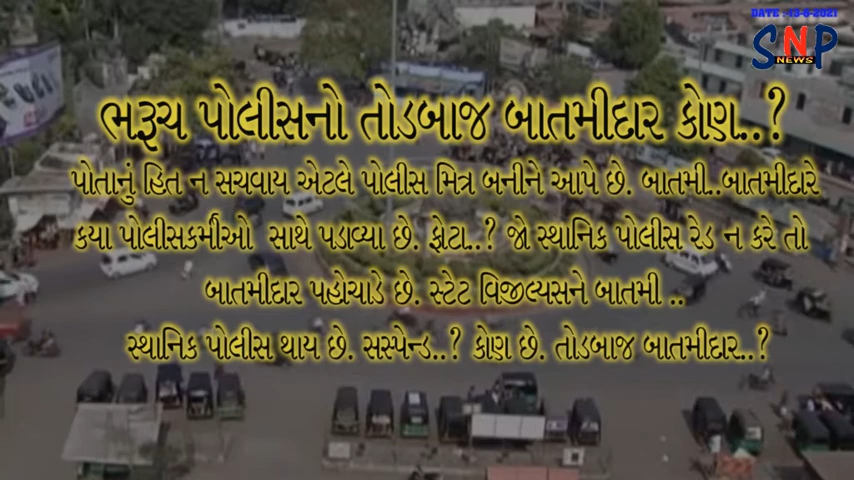 DATE : 13-8-2021
SNP
NEWS
ભરૂચ પોલીસનો તોડબાજ બાતમીદાર કોણ..?
પોતાનું હિત ન સચવાય એટલે પોલીસ મિત્ર બનીને આપે છે. બાતમી..બાતમીદારે
કયા પોલીસકર્મીઓ સાથે પડાવ્યા છે. ફોટા..? જો સ્થાનિક પોલીસ રેડ ન કરે તો
બાતમીદાર પહોચાડે છે. સ્ટેટ વિજીલ્યસને બાતમી ..
સ્થાનિક પોલીસ થાય છે. સસ્પેન્ડ..? કોણ છે. તોડબાજ બાતમીદાર..?